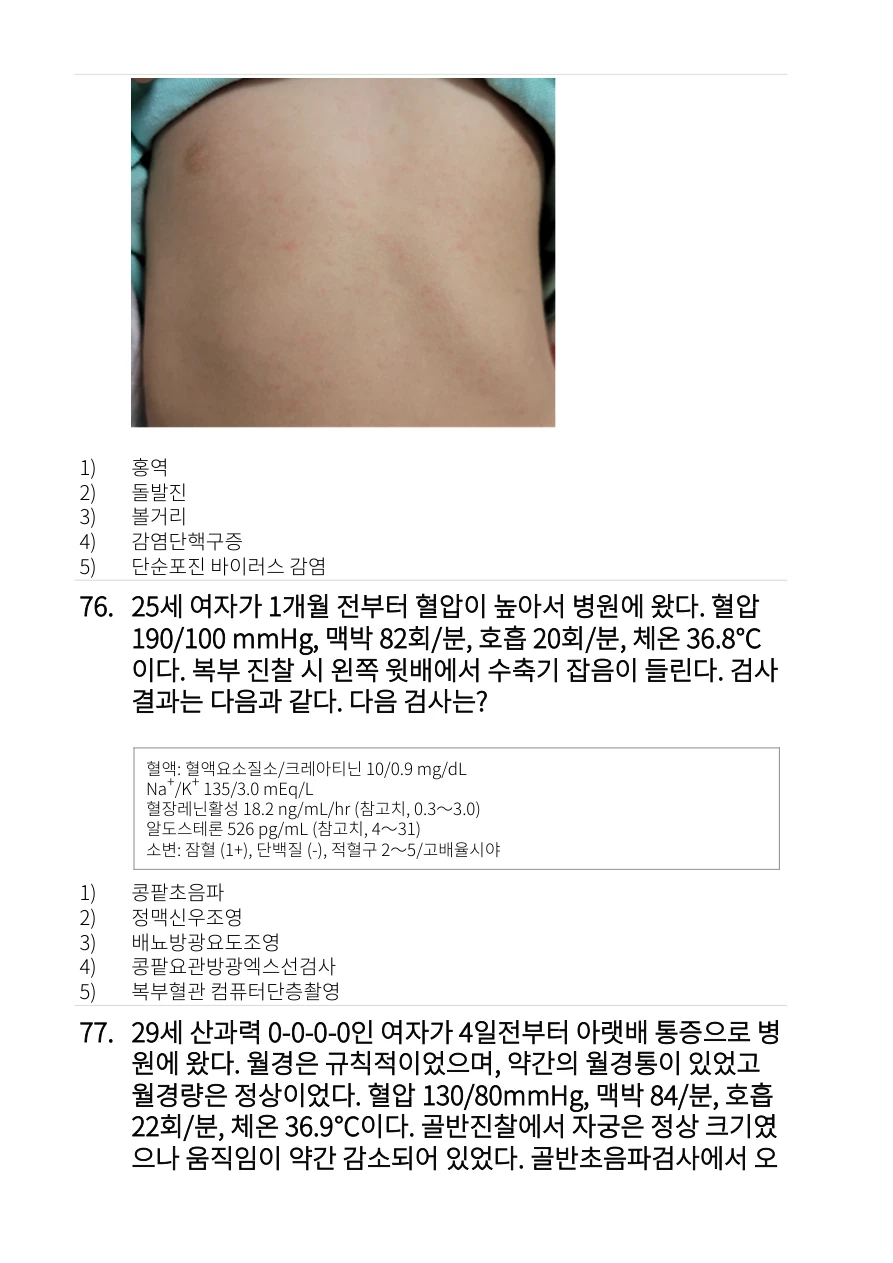 1) 홍역
2) 돌발진
3) 볼거리
4) 감염단핵구증
5) 단순포진 바이러스 감염
76. 25세 여자가 1개월 전부터 혈압이 높아서 병원에 왔다. 혈압
190/100 mmHg, 맥박 82회/분, 호흡 20회/분, 체온 36.8℃
이다. 복부 진찰 시 왼쪽 윗배에서 수축기 잡음이 들린다. 검사
결과는 다음과 같다. 다음 검사는?
혈액: 혈액요소질소/크레아티닌 10/0.9 mg/dL
Na⁺/K⁺ 135/3.0 mEq/L
혈장레닌활성 18.2 ng/mL/hr (참고치, 0.3～3.0)
알도스테론 526 pg/mL (참고치, 4～31)
소변: 잠혈 (1+), 단백질 (-), 적혈구 2～5/고배율시야
1) 콩팥초음파
2) 정맥신우조영
3) 배뇨방광요도조영
4) 콩팥요관방광엑스선검사
5) 복부혈관 컴퓨터단층촬영
77. 29세 산과력 0-0-0-0인 여자가 4일전부터 아랫배 통증으로 병
원에 왔다. 월경은 규칙적이었으며, 약간의 월경통이 있었고
월경량은 정상이었다. 혈압 130/80mmHg, 맥박 84/분, 호흡
22회/분, 체온 36.9℃이다. 골반진찰에서 자궁은 정상 크기였
으나 움직임이 약간 감소되어 있었다. 골반초음파검사에서 오